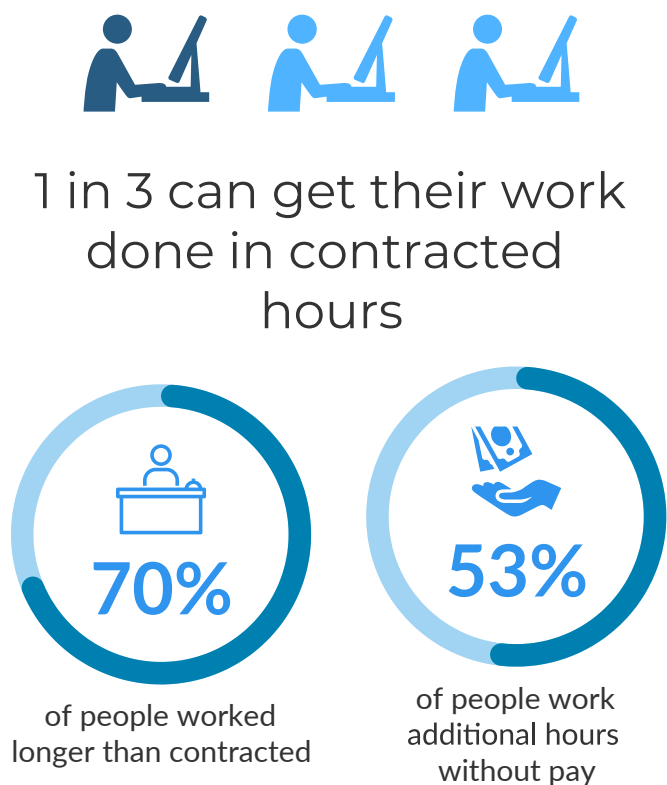 1 in 3 can get their work
done in contracted
hours
70%
of people worked
longer than contracted
53%
of people work
additional hours
without pay